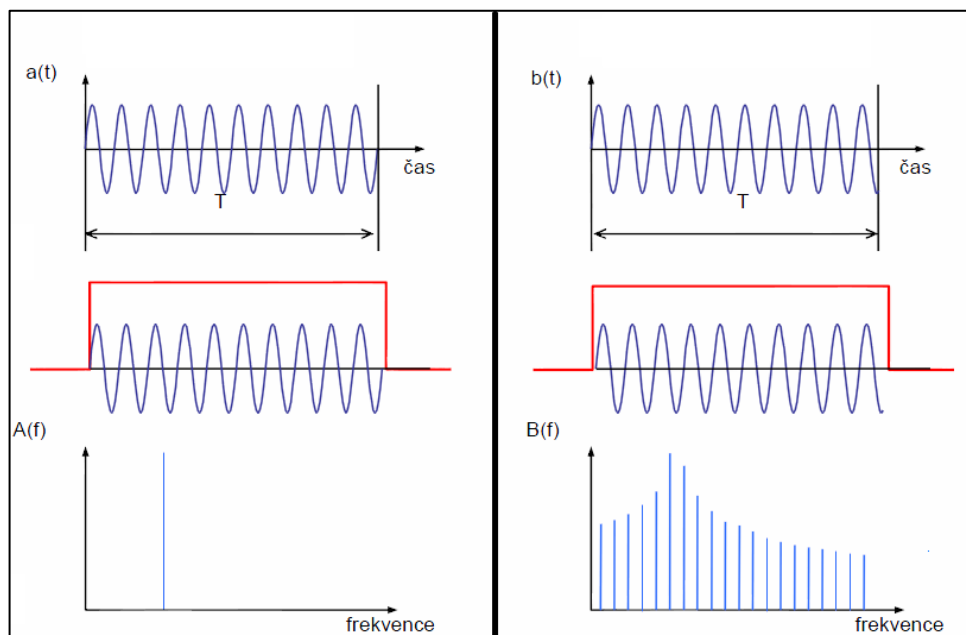 a(t)
čas
T
A(f)
frekvence
b(t)
čas
T
B(f)
frekvence